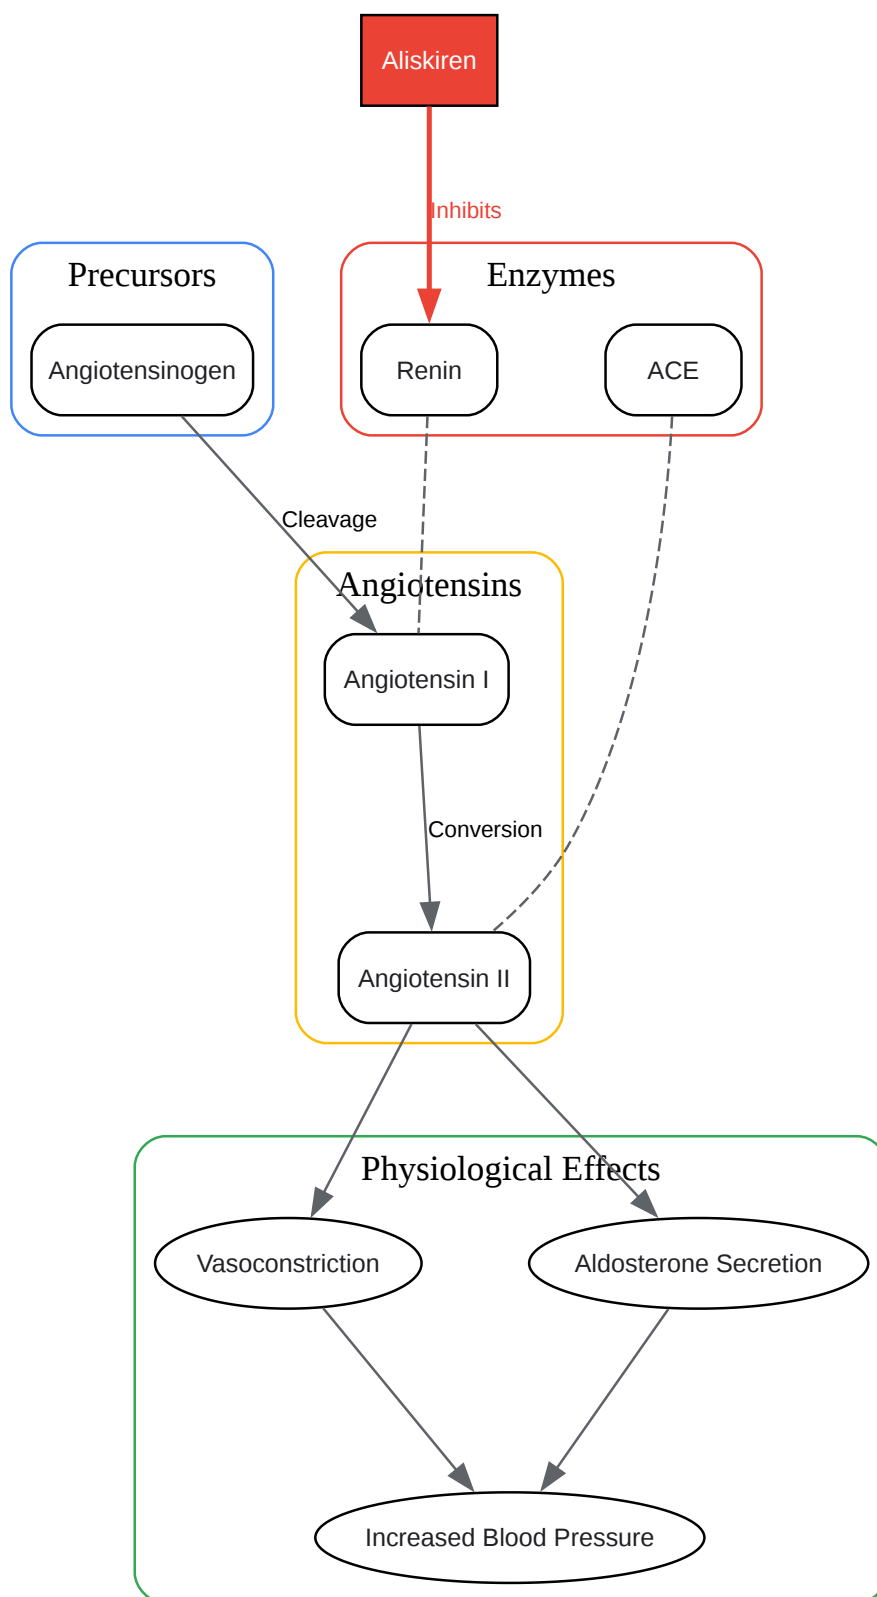 Aliskiren
Inhibits
Precursors
Enzymes
Angiotensinogen
Renin
ACE
Cleavage
Angiotensins
Angiotensin I
Conversion
Angiotensin II
Physiological Effects
Vasoconstriction
Aldosterone Secretion
Increased Blood Pressure